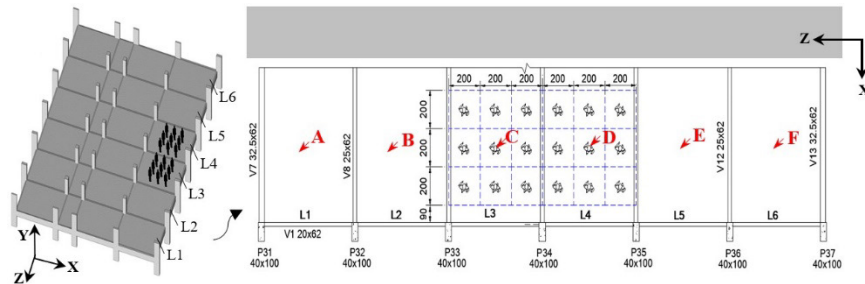 L6
L5
L4
L3
L2
L1
Y
X
Z
Z
X
200 200 200 200 200 200
200
200
200
90
A
B
C
D
E
F
V7 32.5x62
V8 25x62
V12 25x62
V13 32.5x62
L1 L2 L3 L4 L5 L6
V1 20x62
P31 P32 P33 P34 P35 P36 P37
40x100 40x100 40x100 40x100 40x100 40x100 40x100